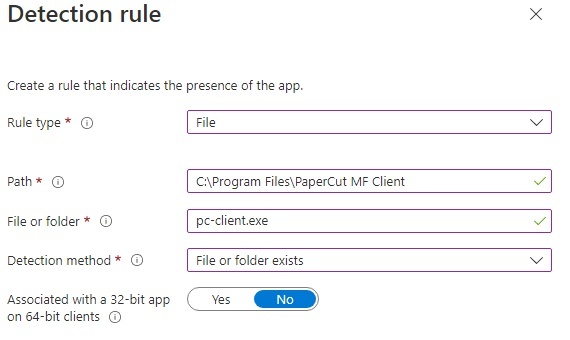 Detection rule
Create a rule that indicates the presence of the app.
Rule type *
File
Path *
C:\Program Files\PaperCut MF Client
File or folder *
pc-client.exe
Detection method *
File or folder exists
Associated with a 32-bit app
on 64-bit clients
Yes No